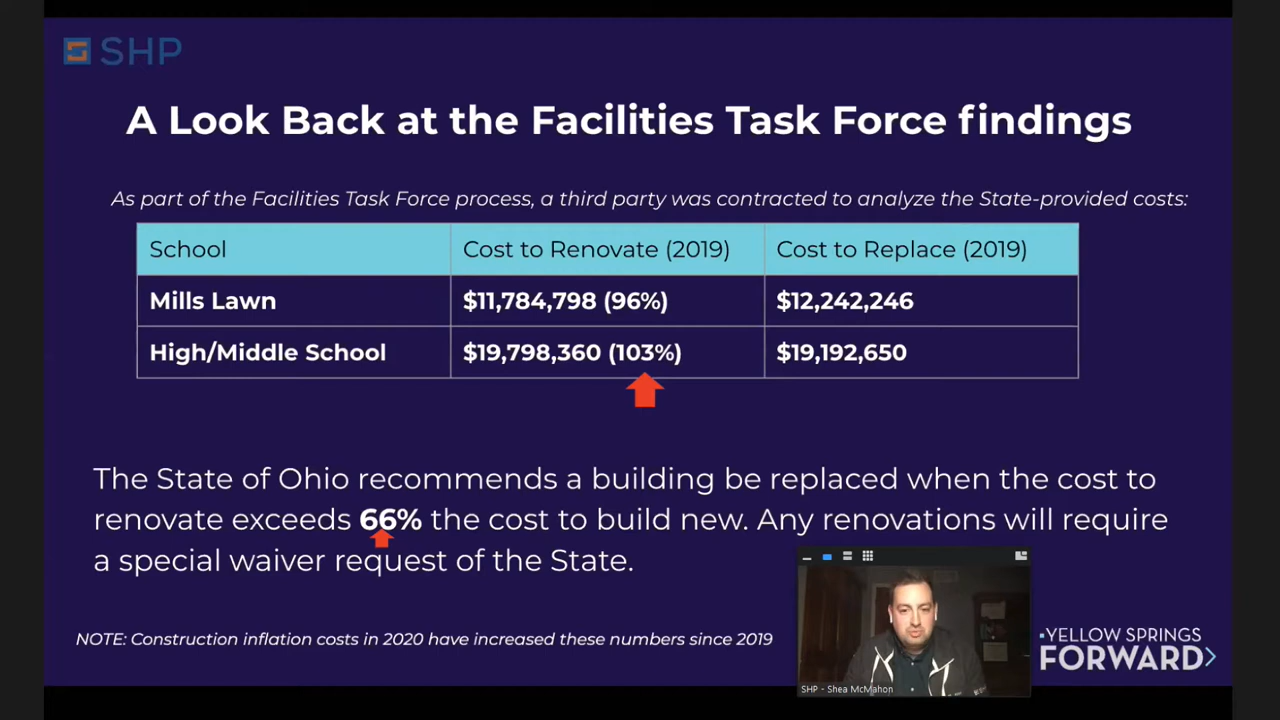 SHP
A Look Back at the Facilities Task Force findings
As part of the Facilities Task Force process, a third party was contracted to analyze the State-provided costs:
School Cost to Renovate (2019) Cost to Replace (2019)
Mills Lawn $11,784,798 (96%) $12,242,246
High/Middle School $19,798,360 (103%) $19,192,650
The State of Ohio recommends a building be replaced when the cost to
renovate exceeds 66% the cost to build new. Any renovations will require
a special waiver request of the State.
NOTE: Construction inflation costs in 2020 have increased these numbers since 2019
SHP - Shea McMahon
YELLOW SPRINGS
FORWARD